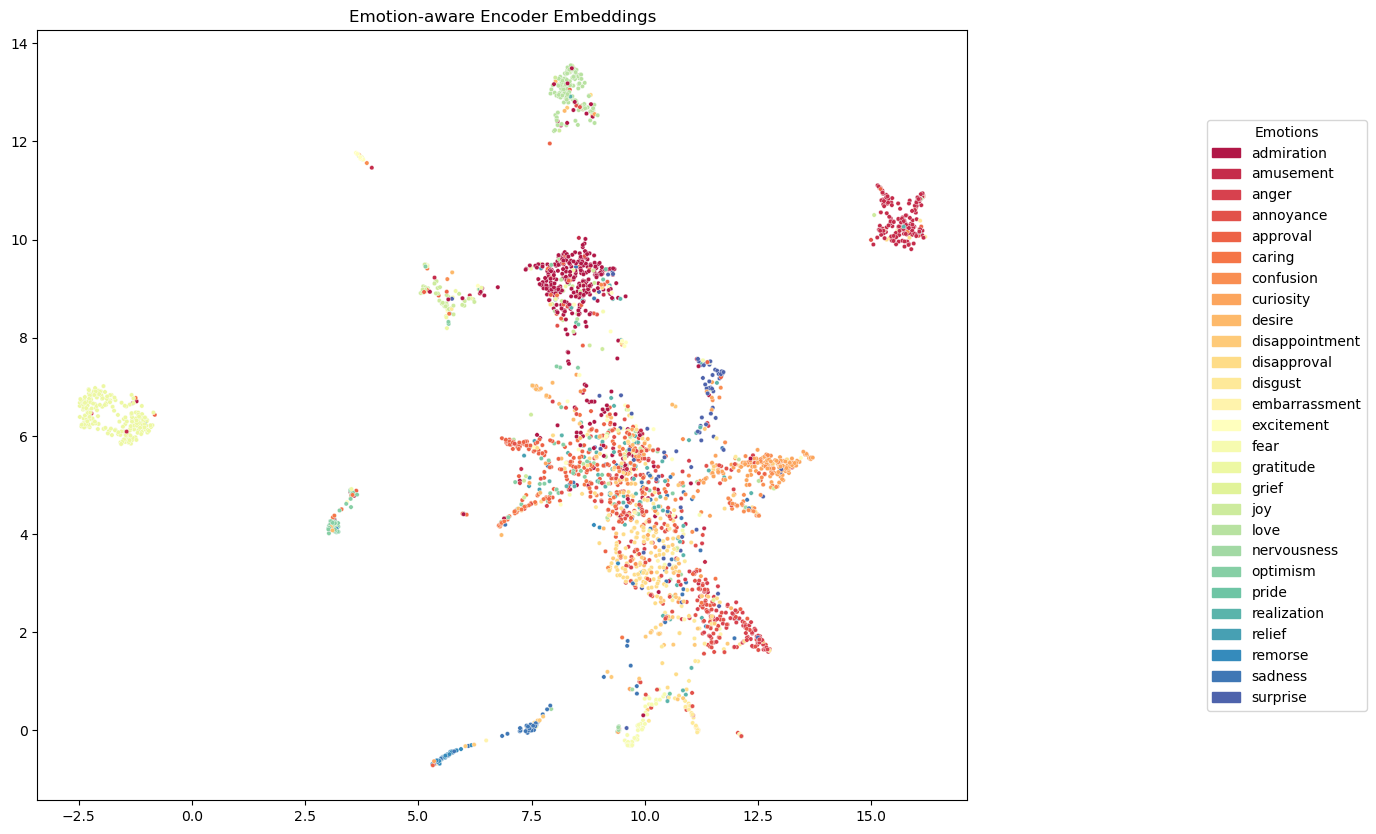 Emotion-aware Encoder Embeddings
14
12
10
8
6
4
2
0
−2.5 0.0 2.5 5.0 7.5 10.0 12.5 15.0
Emotions
admiration
amusement
anger
annoyance
approval
caring
confusion
curiosity
desire
disappointment
disapproval
disgust
embarrassment
excitement
fear
gratitude
grief
joy
love
nervousness
optimism
pride
realization
relief
remorse
sadness
surprise